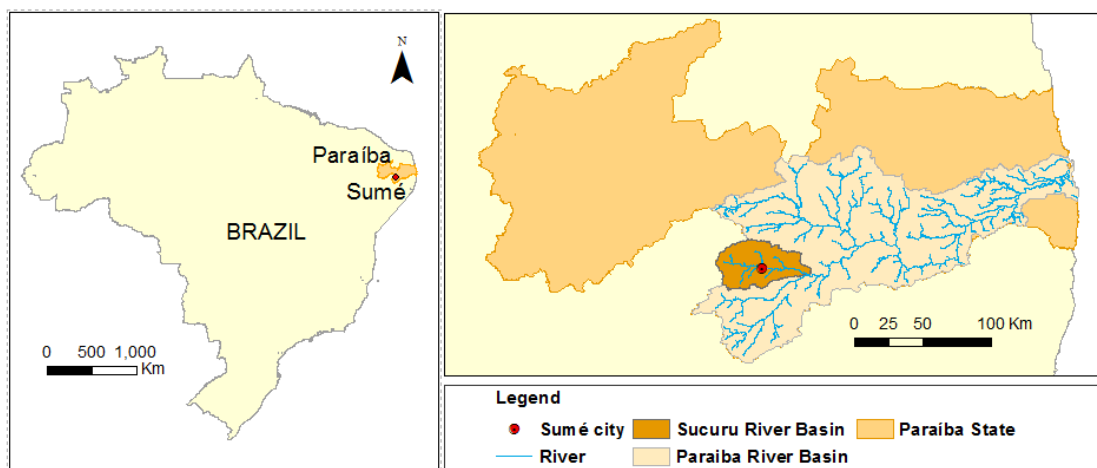 N
Paraíba
Sumé
BRAZIL
0 500 1,000
Km
0 25 50 100 Km
Legend
Sumé city Sucuru River Basin Paraíba State
River Paraiba River Basin